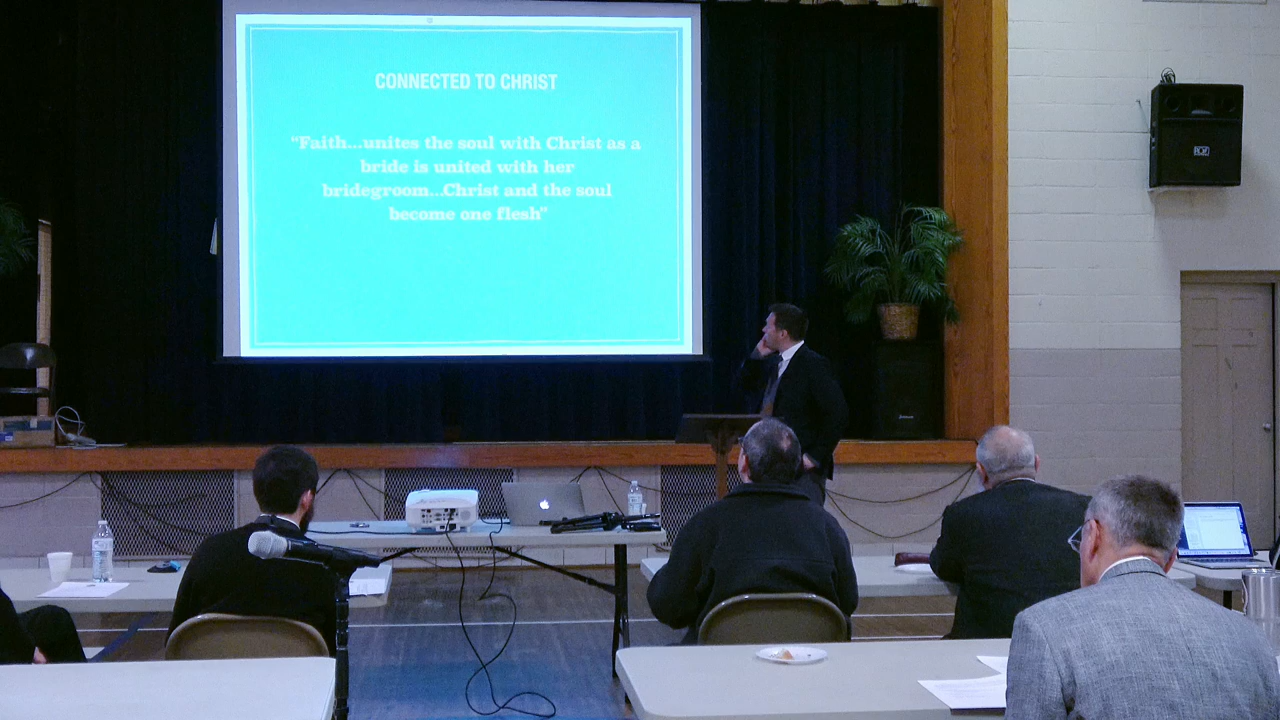 CONNECTED TO CHRIST
"Faith...unites the soul with Christ as a
bride is united with her
bridegroom...Christ and the soul
become one flesh"